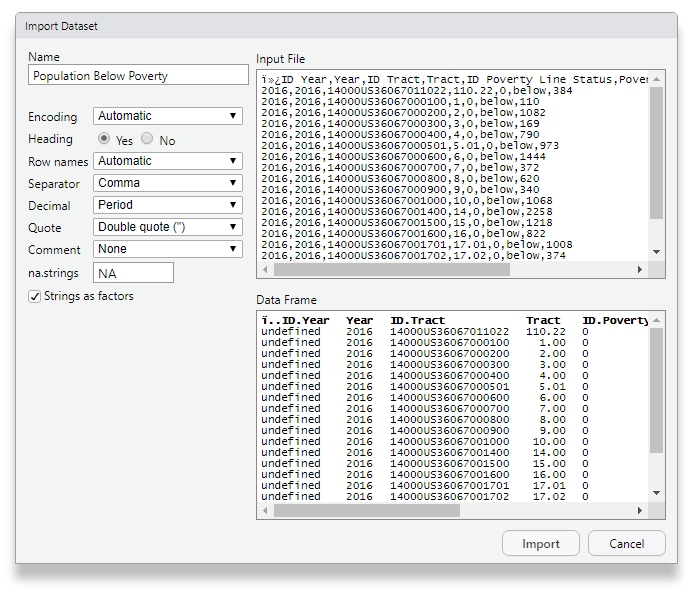 Import Dataset
Name
Population Below Poverty
Encoding Automatic
Heading Yes No
Row names Automatic
Separator Comma
Decimal Period
Quote Double quote (")
Comment None
na.strings NA
Strings as factors
Input File
ï»¿ID Year,Year,ID Tract,Tract,ID Poverty Line Status,Pover
2016,2016,14000US36067011022,110.22,0,below,384
2016,2016,14000US36067000100,1,0,below,110
2016,2016,14000US36067000200,2,0,below,1082
2016,2016,14000US36067000300,3,0,below,169
2016,2016,14000US36067000400,4,0,below,790
2016,2016,14000US36067000501,5.01,0,below,973
2016,2016,14000US36067000600,6,0,below,1444
2016,2016,14000US36067000700,7,0,below,372
2016,2016,14000US36067000800,8,0,below,620
2016,2016,14000US36067000900,9,0,below,340
2016,2016,14000US36067001000,10,0,below,1068
2016,2016,14000US36067001400,14,0,below,2258
2016,2016,14000US36067001500,15,0,below,1218
2016,2016,14000US36067001600,16,0,below,822
2016,2016,14000US36067001701,17.01,0,below,1008
2016,2016,14000US36067001702,17.02,0,below,374
Data Frame
ï..ID.Year Year ID.Tract Tract ID.Poverty
undefined 2016 14000US36067011022 110.22 0
undefined 2016 14000US36067000100 1.00 0
undefined 2016 14000US36067000200 2.00 0
undefined 2016 14000US36067000300 3.00 0
undefined 2016 14000US36067000400 4.00 0
undefined 2016 14000US36067000501 5.01 0
undefined 2016 14000US36067000600 6.00 0
undefined 2016 14000US36067000700 7.00 0
undefined 2016 14000US36067000800 8.00 0
undefined 2016 14000US36067000900 9.00 0
undefined 2016 14000US36067001000 10.00 0
undefined 2016 14000US36067001400 14.00 0
undefined 2016 14000US36067001500 15.00 0
undefined 2016 14000US36067001600 16.00 0
undefined 2016 14000US36067001701 17.01 0
undefined 2016 14000US36067001702 17.02 0
Import Cancel